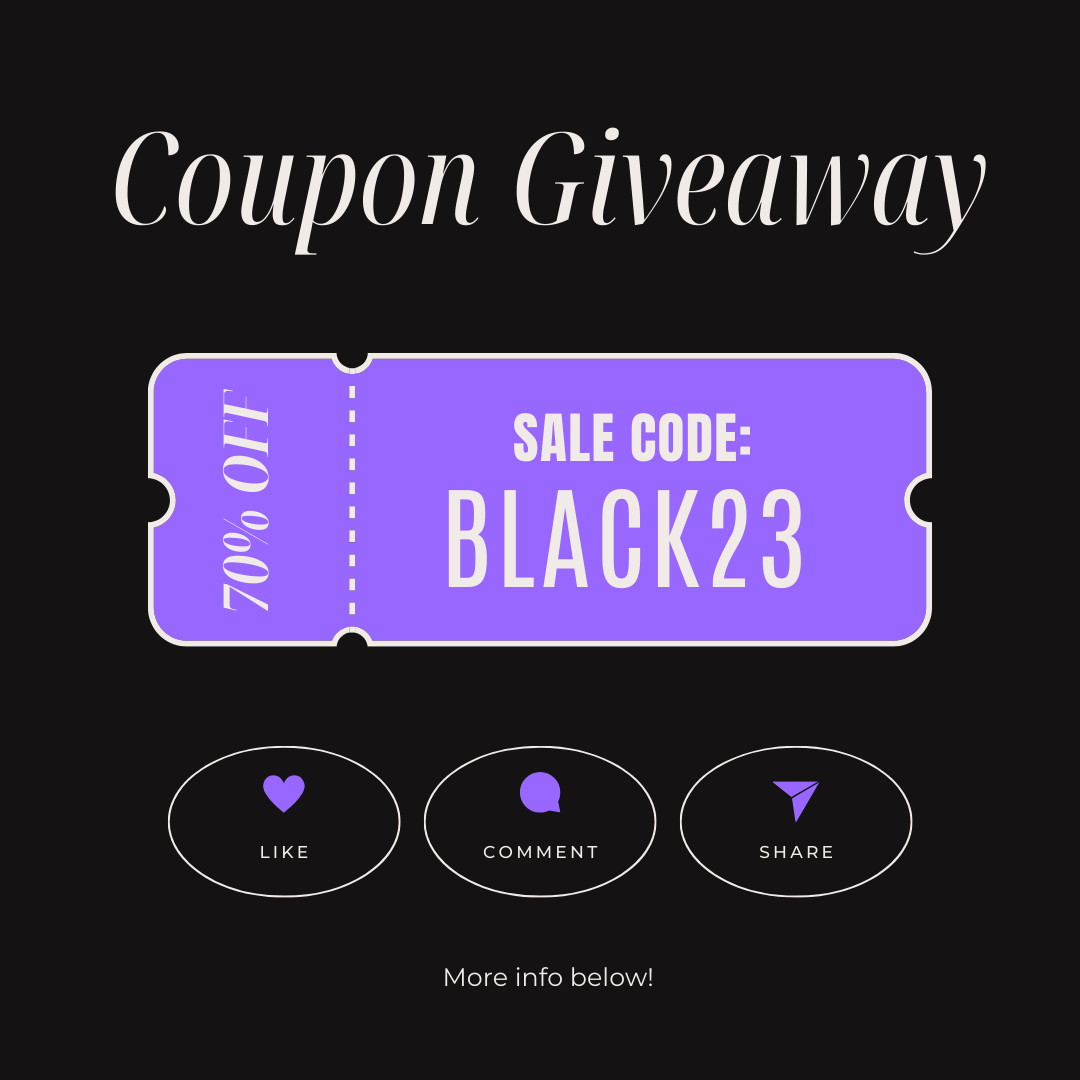 Coupon Giveaway
70% OFF
SALE CODE:
BLACK23
LIKE
COMMENT
SHARE
More info below!